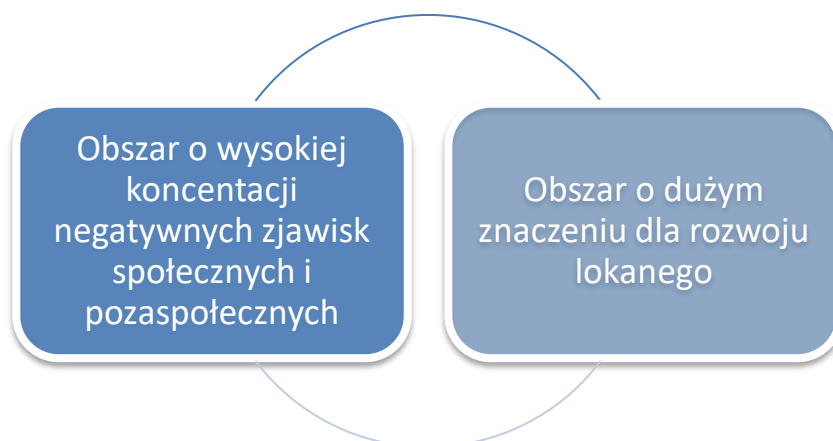 Obszar o wysokiej
koncentacji
negatywnych zjawisk
społecznych i
pozaspołecznych
Obszar o dużym
znaczeniu dla rozwoju
lokanego